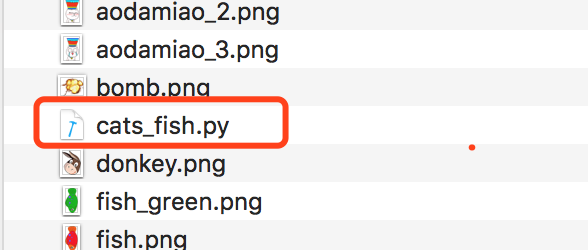 aodamiao_2.png
aodamiao_3.png
bomb.png
cats_fish.py
donkey.png
fish_green.png
fish.png